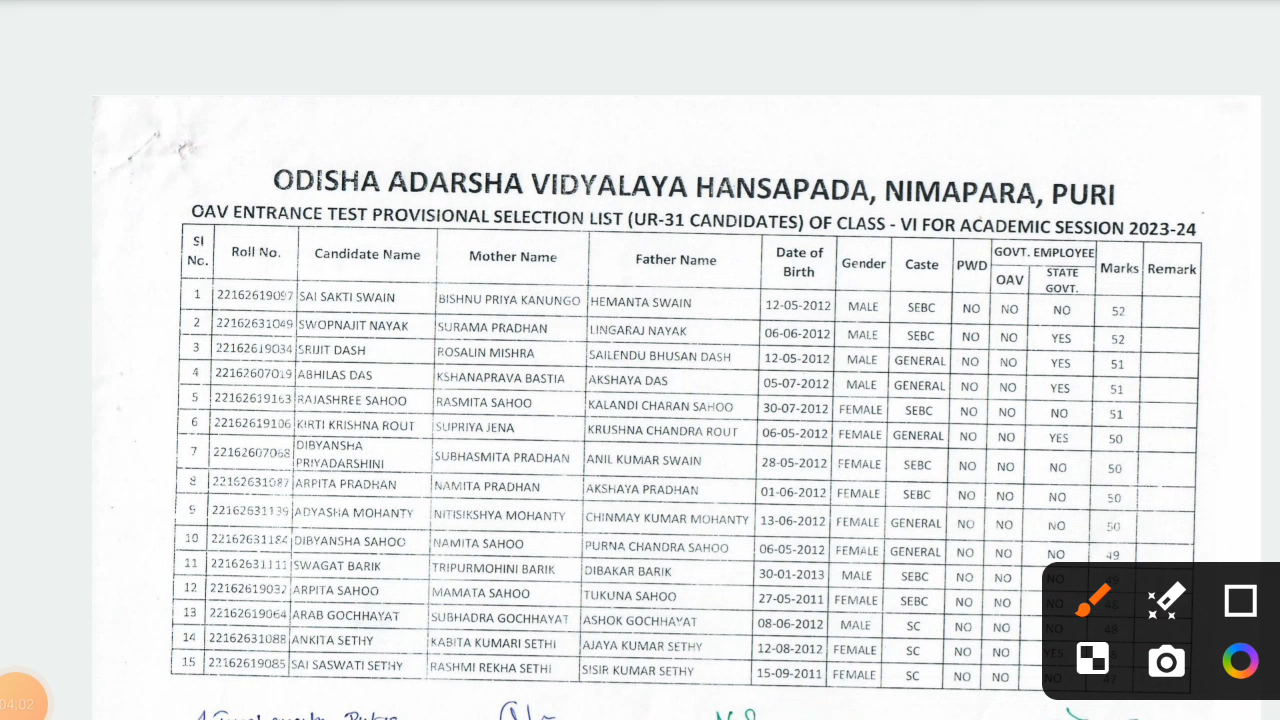 ODISHA ADARSHA VIDYALAYA HANSAPADA, NIMAPARA, PURI
OAV ENTRANCE TEST PROVISIONAL SELECTION LIST (UR-31 CANDIDATES) OF CLASS - VI FOR ACADEMIC SESSION 2023-24
Sl No. Roll No. Candidate Name Mother Name Father Name Date of Birth Gender Caste PWD GOVT. EMPLOYEE OAV STATE GOVT. Marks Remark
1 22162619097 SAI SAKTI SWAIN BISHNU PRIYA KANUNGO HEMANTA SWAIN 12-05-2012 MALE SEBC NO NO NO 52
2 22162631049 SWOPNAJIT NAYAK SURAMA PRADHAN LINGARAJ NAYAK 06-06-2012 MALE SEBC NO NO YES 52
3 22162619034 SRIJIT DASH ROSALIN MISHRA SAILENDU BHUSAN DASH 12-05-2012 MALE GENERAL NO NO YES 51
4 22162607019 ABHILAS DAS KSHANAPRAVA BASTIA AKSHAYA DAS 05-07-2012 MALE GENERAL NO NO YES 51
5 22162619163 RAJASHREE SAHOO RASMITA SAHOO KALANDI CHARAN SAHOO 30-07-2012 FEMALE SEBC NO NO NO 51
6 22162619106 KIRTI KRISHNA ROUT SUPRIYA JENA KRUSHNA CHANDRA ROUT 06-05-2012 FEMALE GENERAL NO NO YES 50
7 22162607068 DIBYANSHA PRIYADARSHINI SUBHASMITA PRADHAN ANIL KUMAR SWAIN 28-05-2012 FEMALE SEBC NO NO NO 50
8 22162631087 ARPITA PRADHAN NAMITA PRADHAN AKSHAYA PRADHAN 01-06-2012 FEMALE SEBC NO NO NO 50
9 22162631139 ADYASHA MOHANTY NITISIKSHYA MOHANTY CHINMAY KUMAR MOHANTY 13-06-2012 FEMALE GENERAL NO NO NO 50
10 22162631184 DIBYANSHA SAHOO NAMITA SAHOO PURNA CHANDRA SAHOO 06-05-2012 FEMALE GENERAL NO NO NO 49
11 22162631111 SWAGAT BARIK TRIPURMOHINI BARIK DIBAKAR BARIK 30-01-2013 MALE SEBC NO NO NO 49
12 22162619037 ARPITA SAHOO MAMATA SAHOO TUKUNA SAHOO 27-05-2011 FEMALE SEBC NO NO NO 48
13 22162619064 ARAB GOCHHAYAT SUBHADRA GOCHHAYAT ASHOK GOCHHAYAT 08-06-2012 MALE SC NO NO NO 48
14 22162631088 ANKITA SETHY KABITA KUMARI SETHI AJAYA KUMAR SETHY 12-08-2012 FEMALE SC NO NO YES
15 22162619085 SAI SASWATI SETHY RASHMI REKHA SETHI SISIR KUMAR SETHY 15-09-2011 FEMALE SC NO NO NO 47
04:02